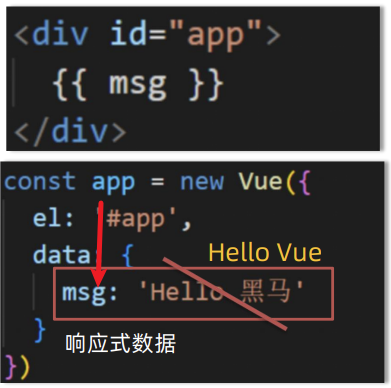 <div id="app">
{{ msg }}
</div>
const app = new Vue({
el: '#app',
data: {
Hello Vue
msg: 'Hello 黑马'
}
响应式数据
})